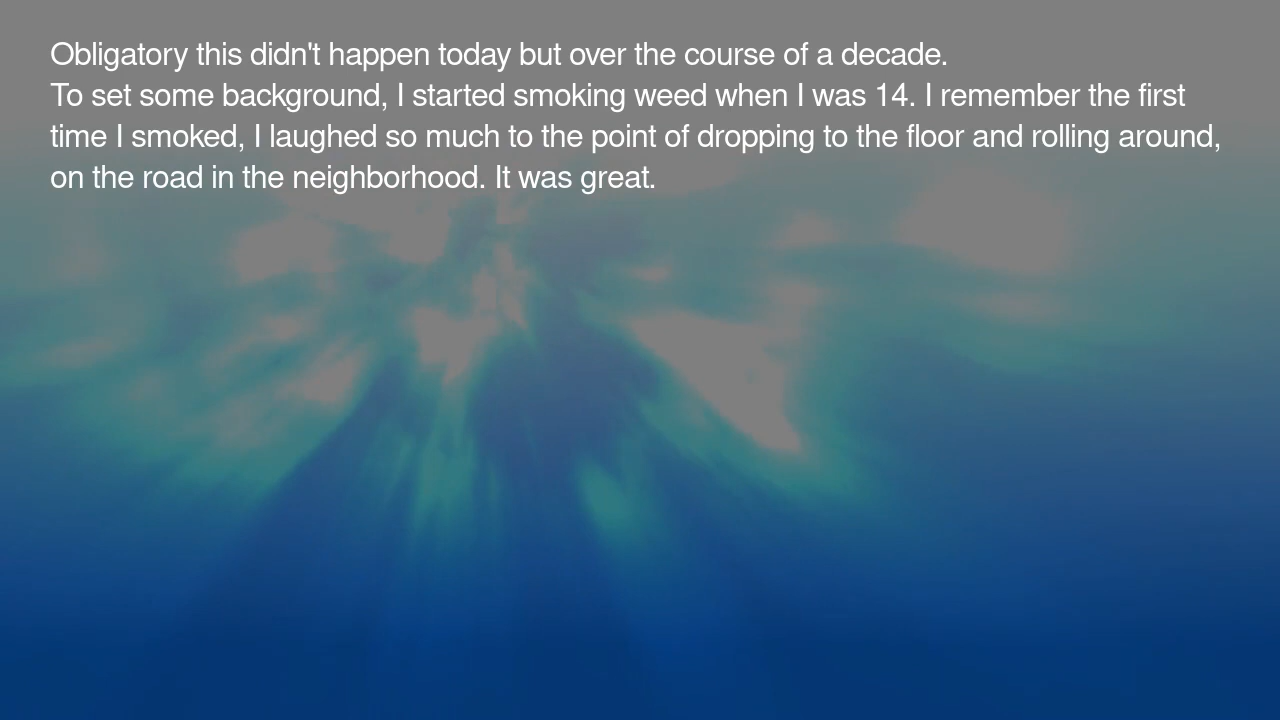 Obligatory this didn't happen today but over the course of a decade.
To set some background, I started smoking weed when I was 14. I remember the first
time I smoked, I laughed so much to the point of dropping to the floor and rolling around,
on the road in the neighborhood. It was great.